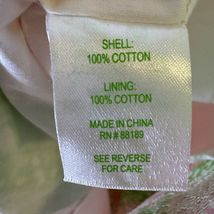 SHELL:
100% COTTON
LINING:
100% COTTON
MADE IN CHINA
RN # 88189
SEE REVERSE
FOR CARE